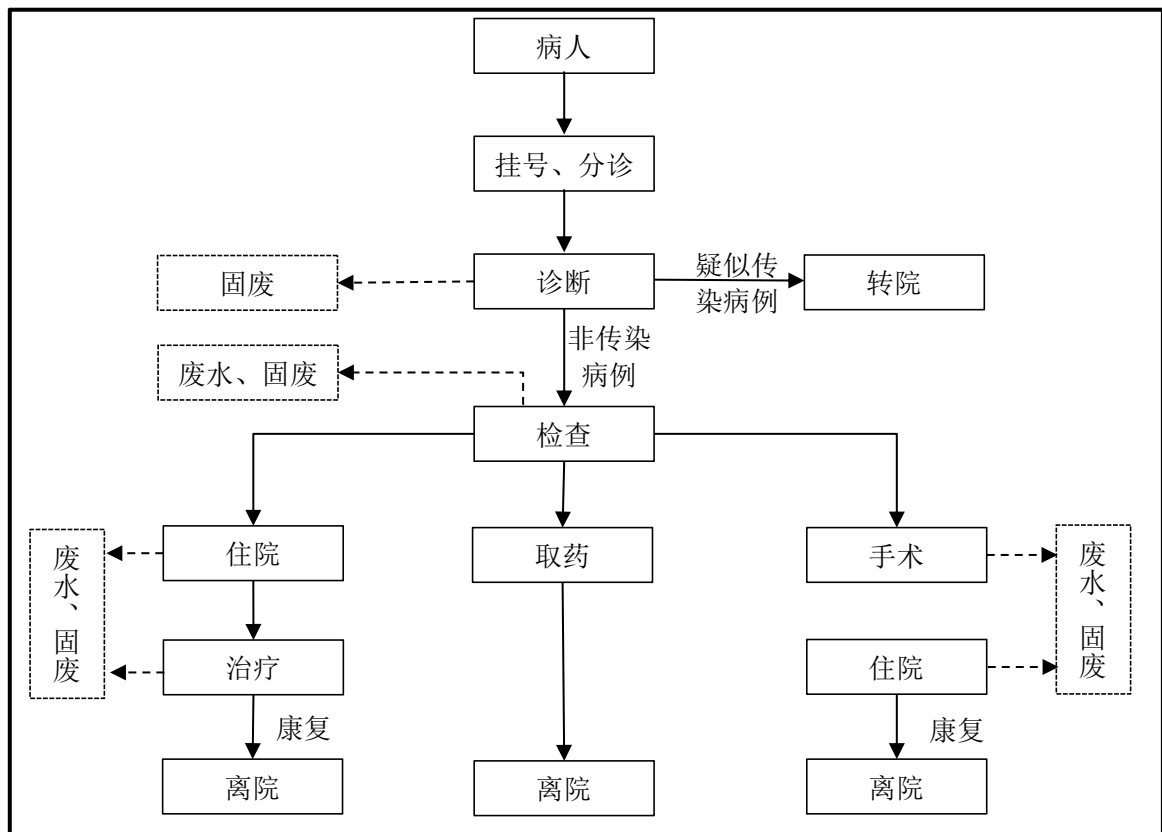 病人
挂号、分诊
固废
诊断
疑似传
染病例
转院
非传染
病例
废水、固废
检查
废水、固废
住院
取药
手术
废水、固废
治疗
住院
康复
康复
离院
离院
离院